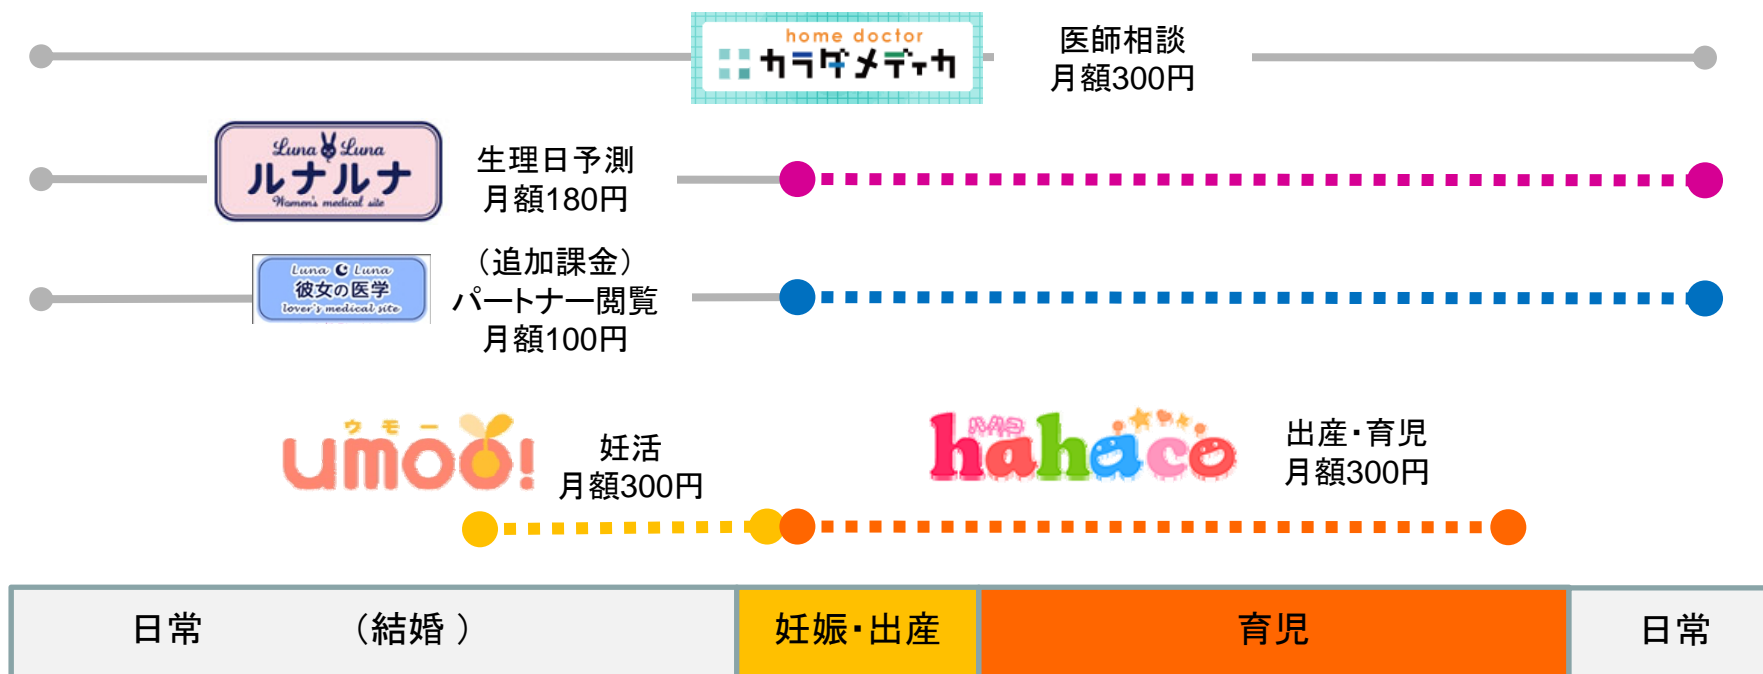 home doctor
カラダメディカ
医師相談
月額300円
Luna Luna
ルナルナ
Women's medical site
生理日予測
月額180円
Luna Luna
彼女の医学
lover's medical site
（追加課金）
パートナー閲覧
月額100円
ウモー
umoo!
妊活
月額300円
ハハコ
hahaco
出産・育児
月額300円
日常
（結婚 ）
妊娠・出産
育児
日常